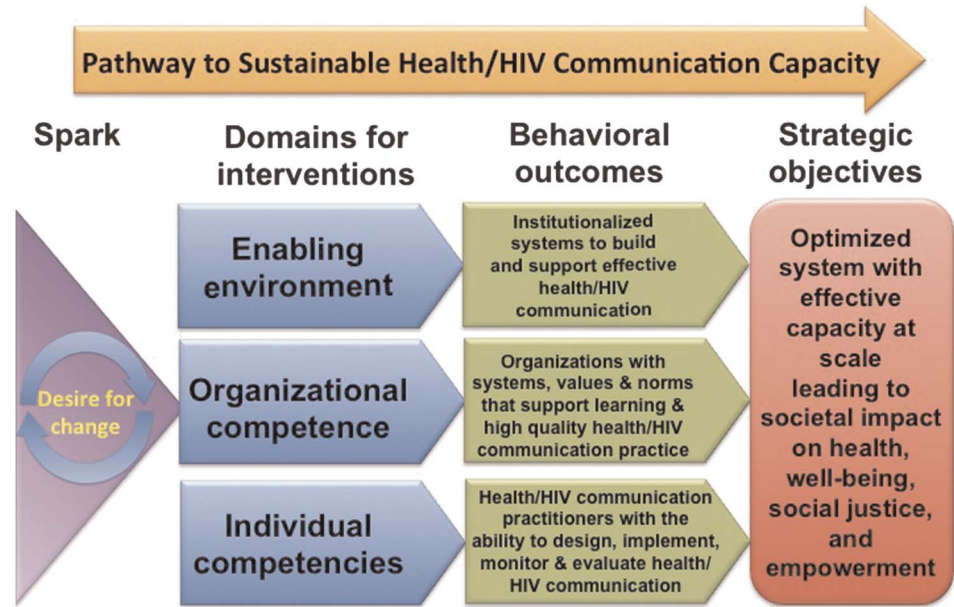 Pathway to Sustainable Health/HIV Communication Capacity
Spark
Domains for
interventions
Behavioral
outcomes
Strategic
objectives
Desire for
change
Enabling
environment
Institutionalized
systems to build
and support effective
health/HIV
communication
Organizational
competence
Organizations with
systems, values & norms
that support learning &
high quality health/HIV
communication practice
Individual
competencies
Health/HIV communication
practitioners with the
ability to design, implement,
monitor & evaluate health/
HIV communication
Optimized
system with
effective
capacity at
scale
leading to
societal impact
on health,
well-being,
social justice,
and
empowerment